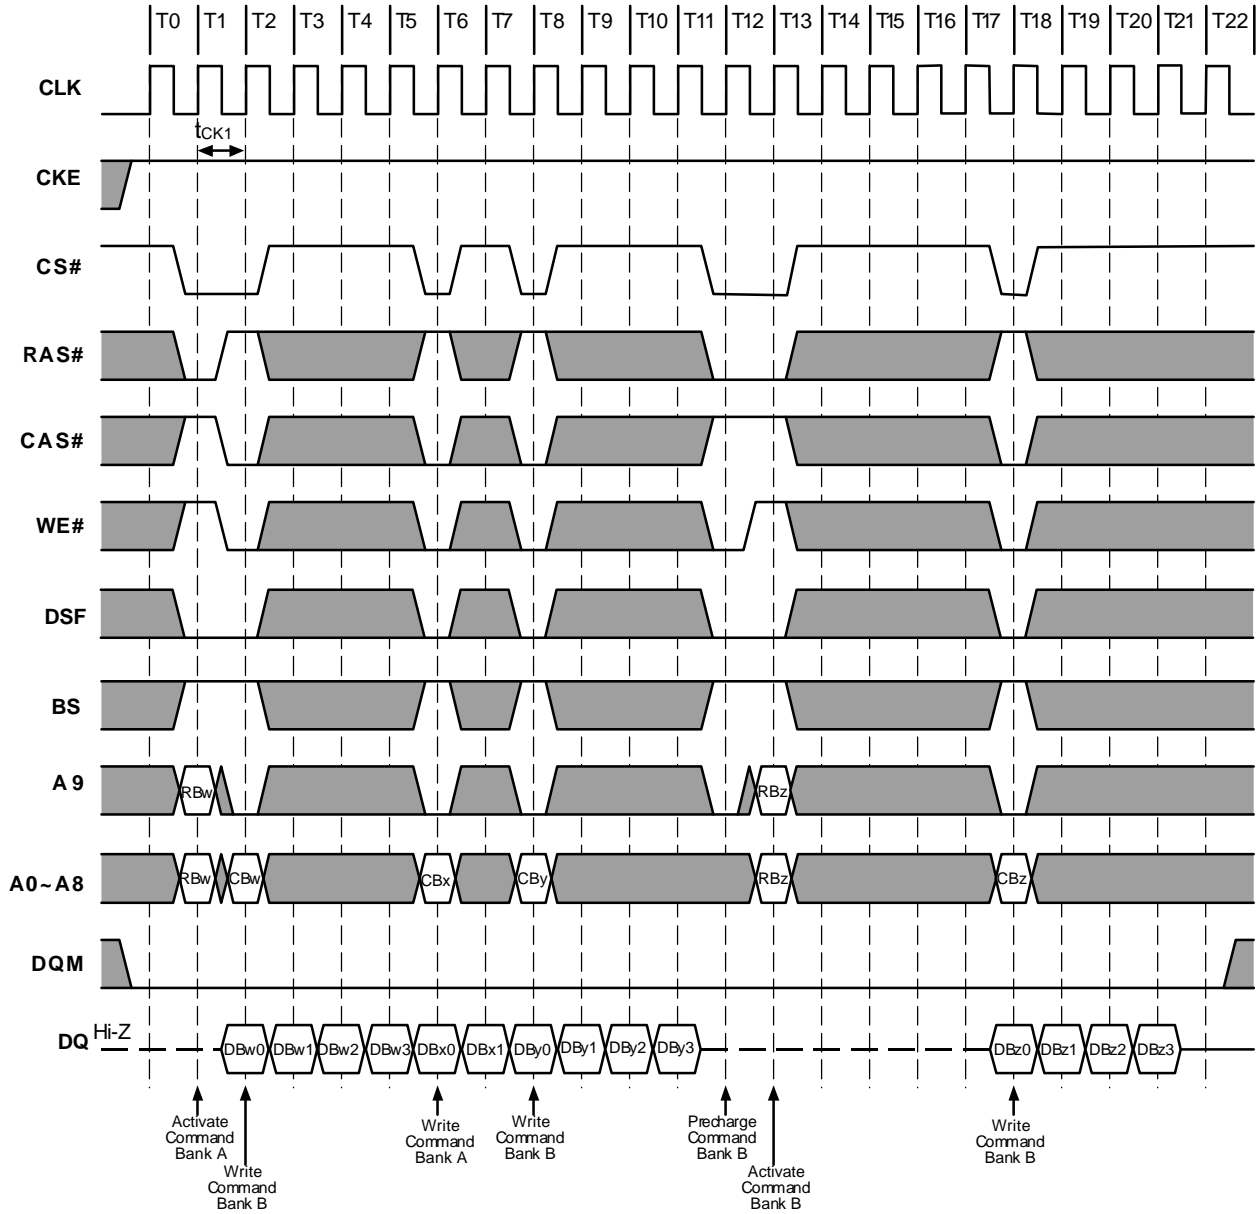 T0 T1 T2 T3 T4 T5 T6 T7 T8 T9 T10 T11 T12 T13 T14 T15 T16 T17 T18 T19 T20 T21 T22
CLK
tCK1
CKE
CS#
RAS#
CAS#
WE#
DSF
BS
A9
RBw RBz
A0~A8
RBw CBw CBx CBy RBz CBz
DQM
DQ Hi-Z
DBw0 DBw1 DBw2 DBw3 DBx0 DBx1 DBy0 DBy1 DBy2 DBy3 DBz0 DBz1 DBz2 DBz3
Activate
Command
Bank A
Write
Command
Bank B
Write
Command
Bank A
Write
Command
Bank B
Precharge
Command
Bank B
Activate
Command
Bank B
Write
Command
Bank B